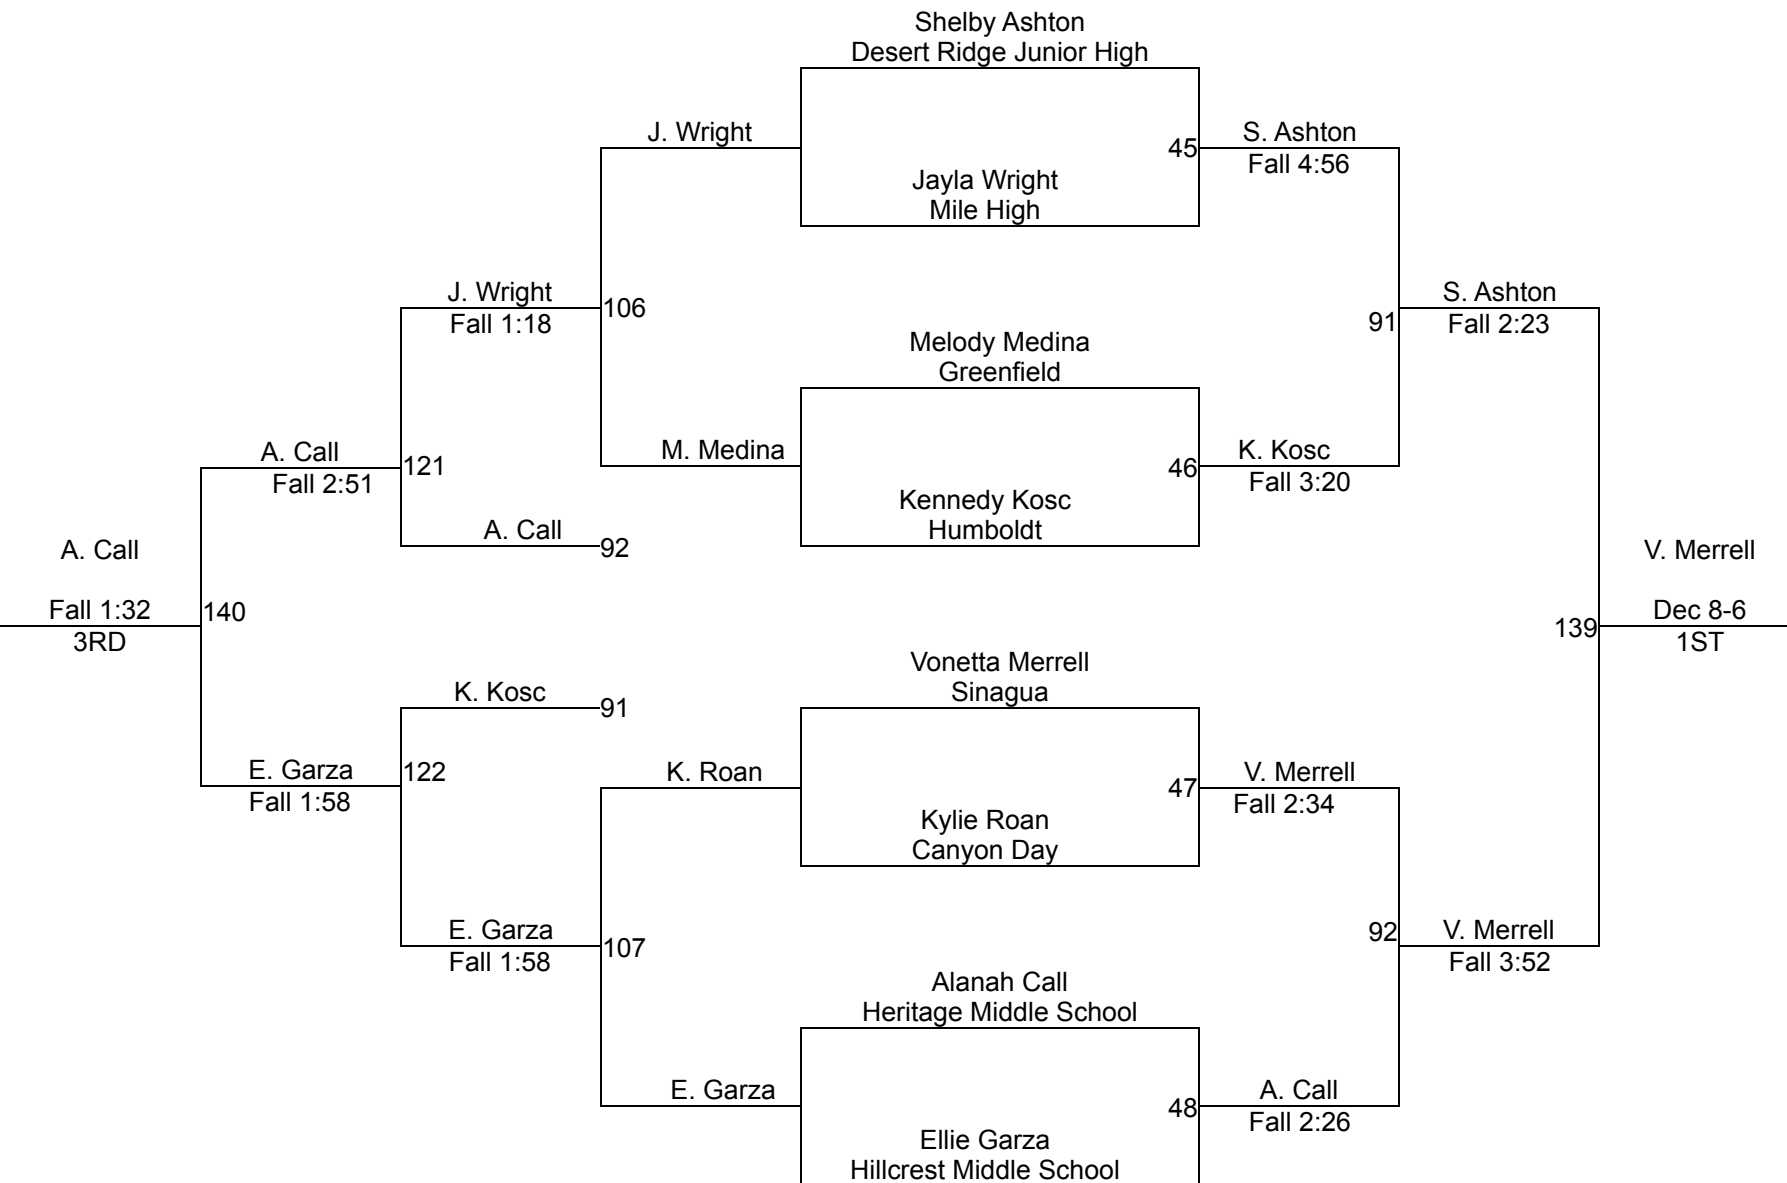 Shelby Ashton
Desert Ridge Junior High
J. Wright
45
S. Ashton
Fall 4:56
Jayla Wright
Mile High
J. Wright
Fall 1:18
106
S. Ashton
Fall 2:23
91
Melody Medina
Greenfield
A. Call
Fall 2:51
121
M. Medina
46
K. Kosc
Fall 3:20
Kennedy Kosc
Humboldt
A. Call
92
A. Call
Fall 1:32
3RD
140
V. Merrell
Dec 8-6
1ST
139
Vonetta Merrell
Sinagua
K. Kosc
91
E. Garza
Fall 1:58
122
K. Roan
47
V. Merrell
Fall 2:34
Kylie Roan
Canyon Day
E. Garza
Fall 1:58
107
92
V. Merrell
Fall 3:52
Alanah Call
Heritage Middle School
E. Garza
48
A. Call
Fall 2:26
Ellie Garza
Hillcrest Middle School